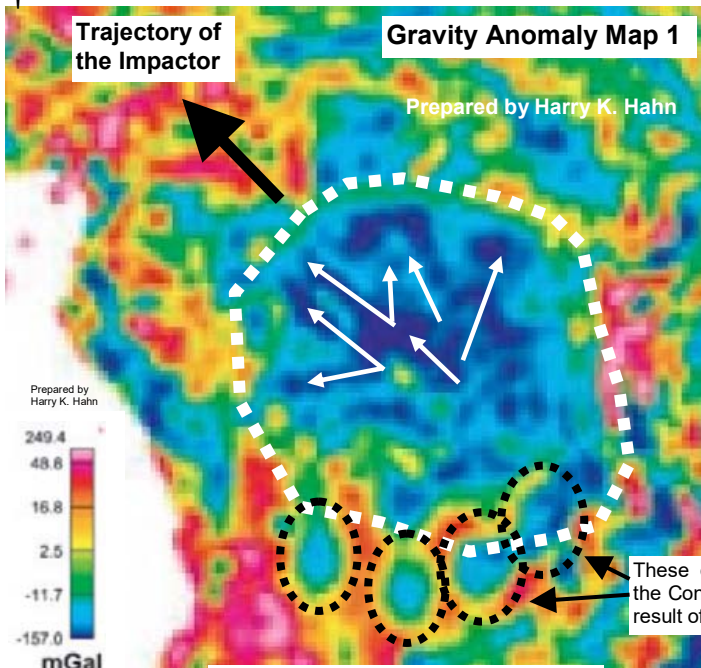 Trajectory of
the Impactor
Gravity Anomaly Map 1
Prepared by Harry K. Hahn
Prepared by
Harry K. Hahn
249.4
48.6
16.8
2.5
-11.7
-157.0
mGal
These
the Con
result of